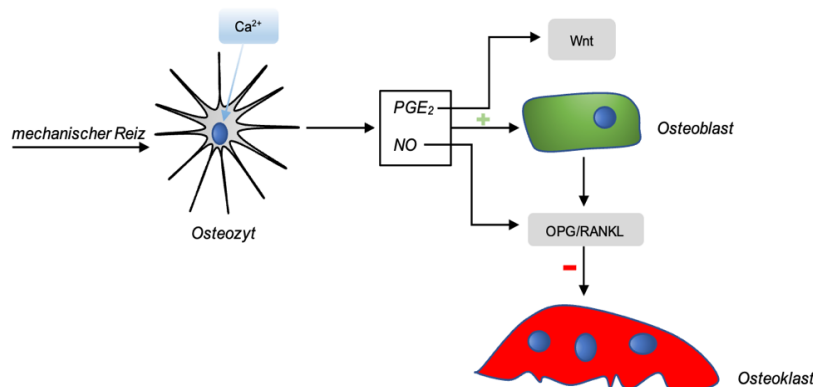 Ca²⁺
Wnt
mechanischer Reiz
PGE₂
+
NO
Osteoblast
Osteozyt
OPG/RANKL
-
Osteoklast